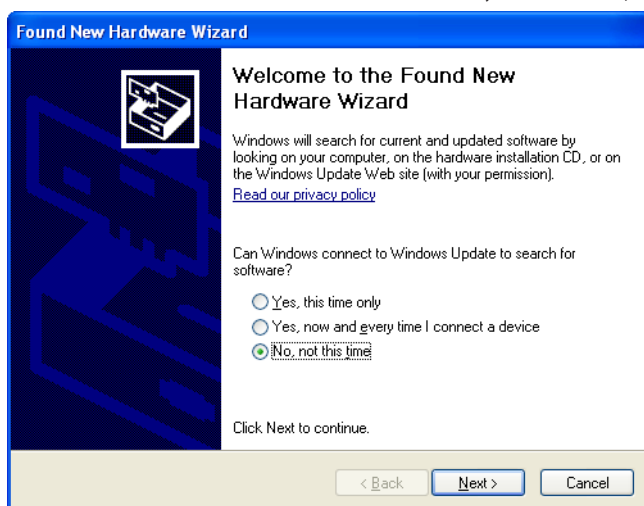 Found New Hardware Wizard
Welcome to the Found New
Hardware Wizard
Windows will search for current and updated software by
looking on your computer, on the hardware installation CD, or on
the Windows Update Web site (with your permission).
Read our privacy policy
Can Windows connect to Windows Update to search for
software?
Yes, this time only
Yes, now and every time I connect a device
No, not this time
Click Next to continue.
< Back Next > Cancel